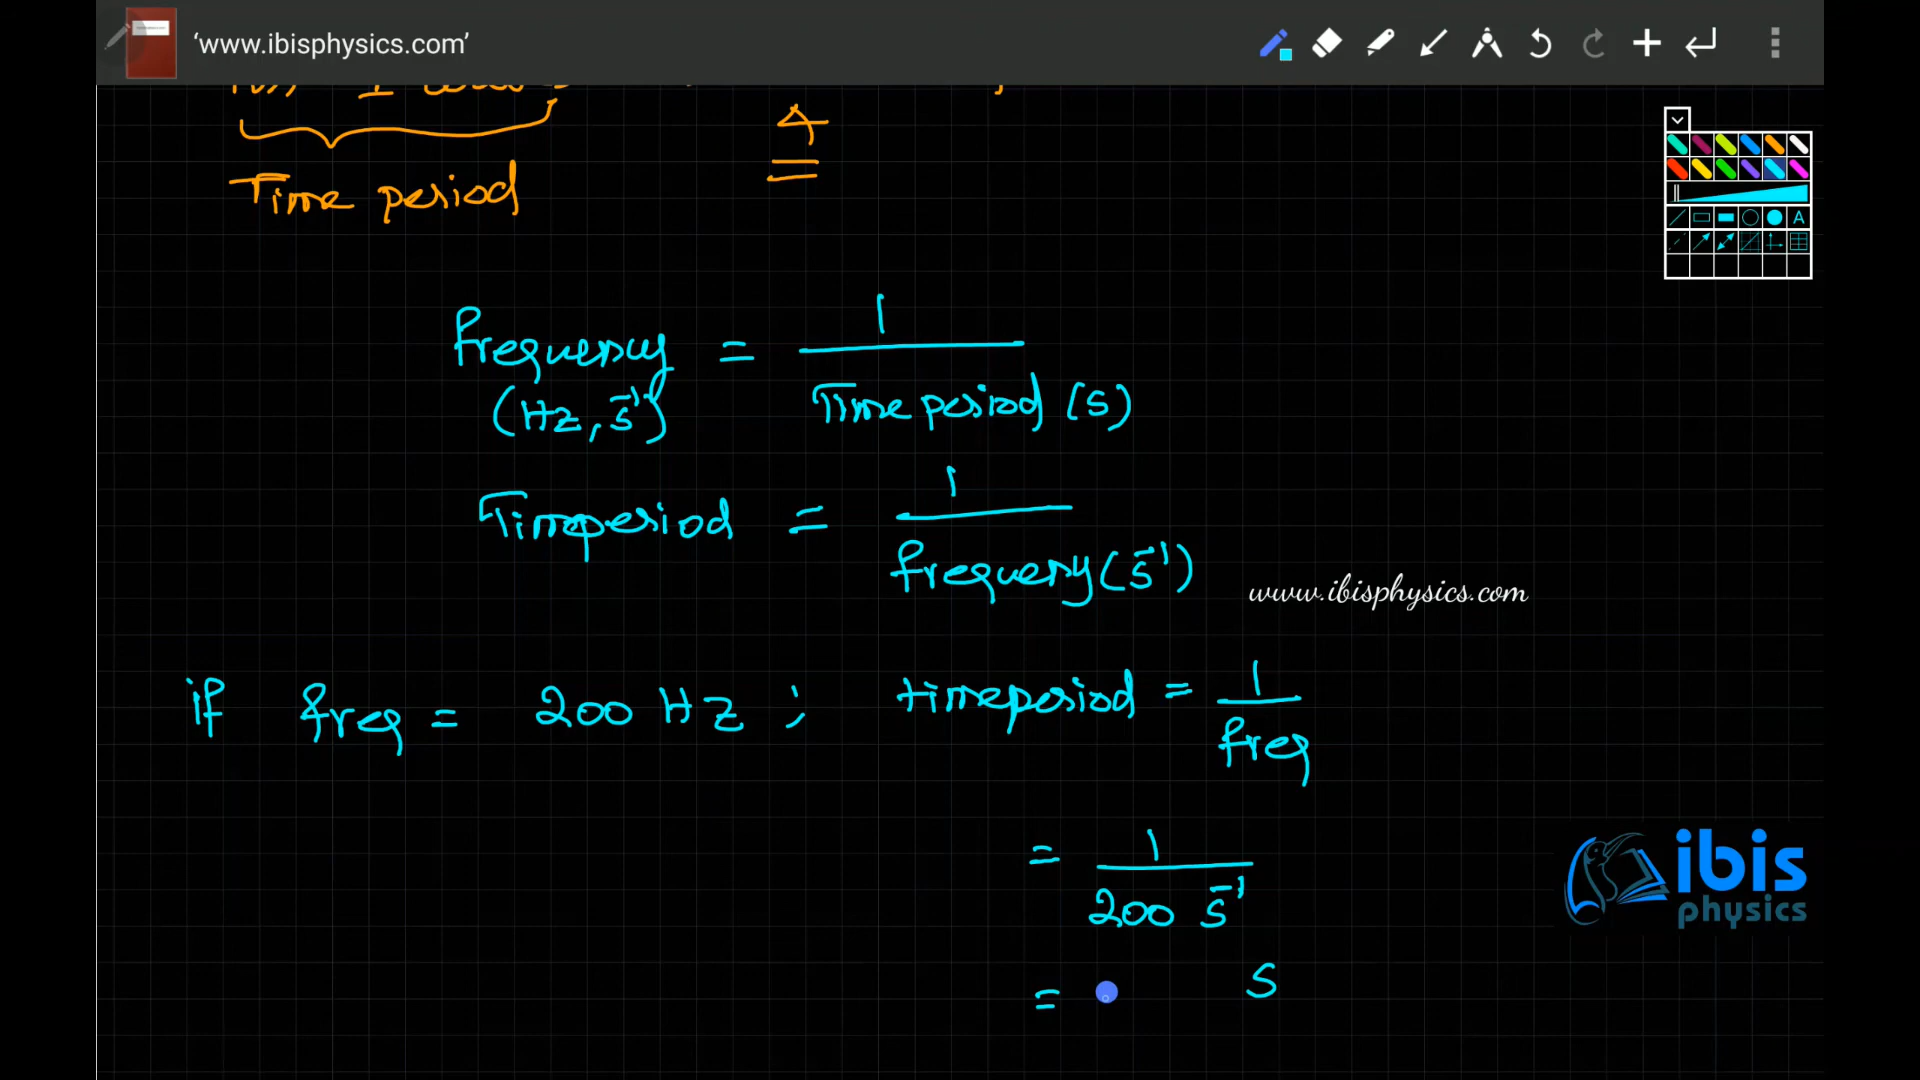 'www.ibisphysics.com'
4
Time period
frequency = 1 / Time period (s)
(Hz, s⁻¹)
Timeperiod = 1 / frequency (s⁻¹)
www.ibisphysics.com
if freq = 200 Hz ; timeperiod = 1 / freq
= 1 / 200 s⁻¹
= s
A
ibis
physics